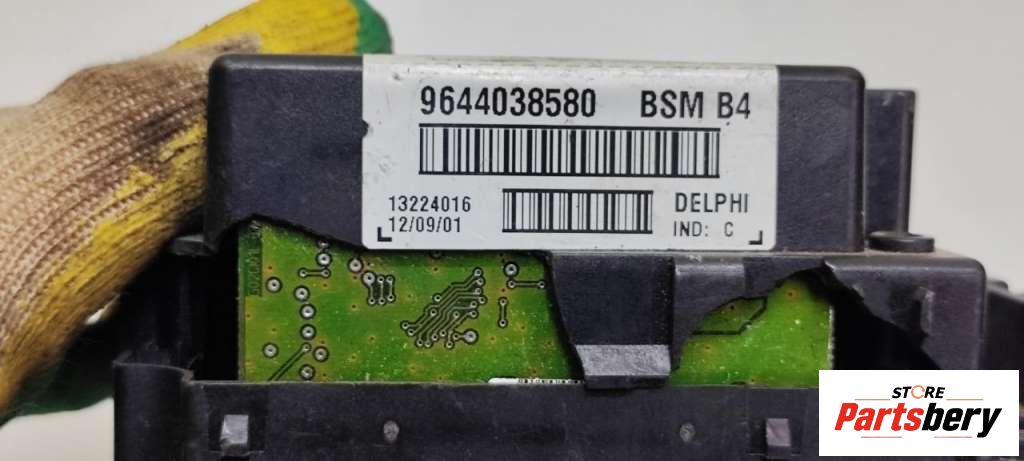 9644038580 BSM B4
13224016
12/09/01
DELPHI
IND: C
STORE
Partsbery